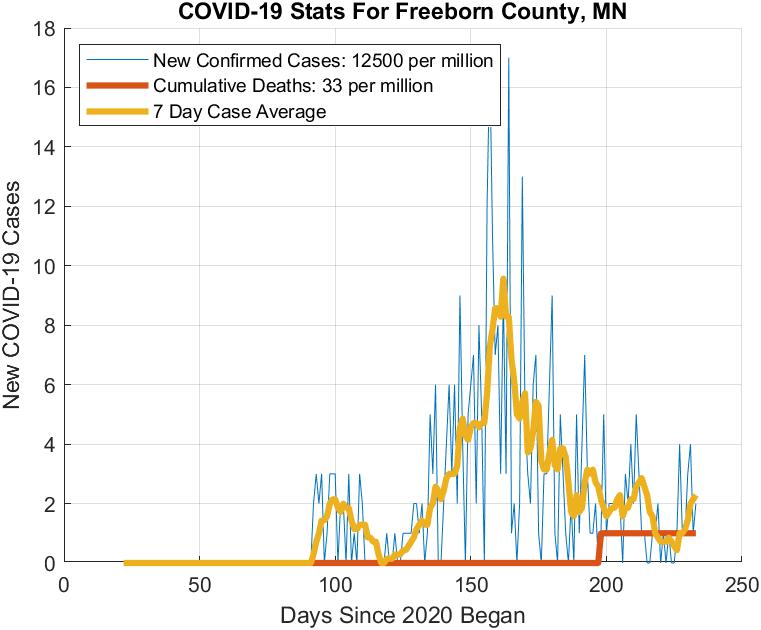 COVID-19 Stats For Freeborn County, MN
New Confirmed Cases: 12500 per million
Cumulative Deaths: 33 per million
7 Day Case Average
New COVID-19 Cases
18
16
14
12
10
8
6
4
2
0
0 50 100 150 200 250
Days Since 2020 Began